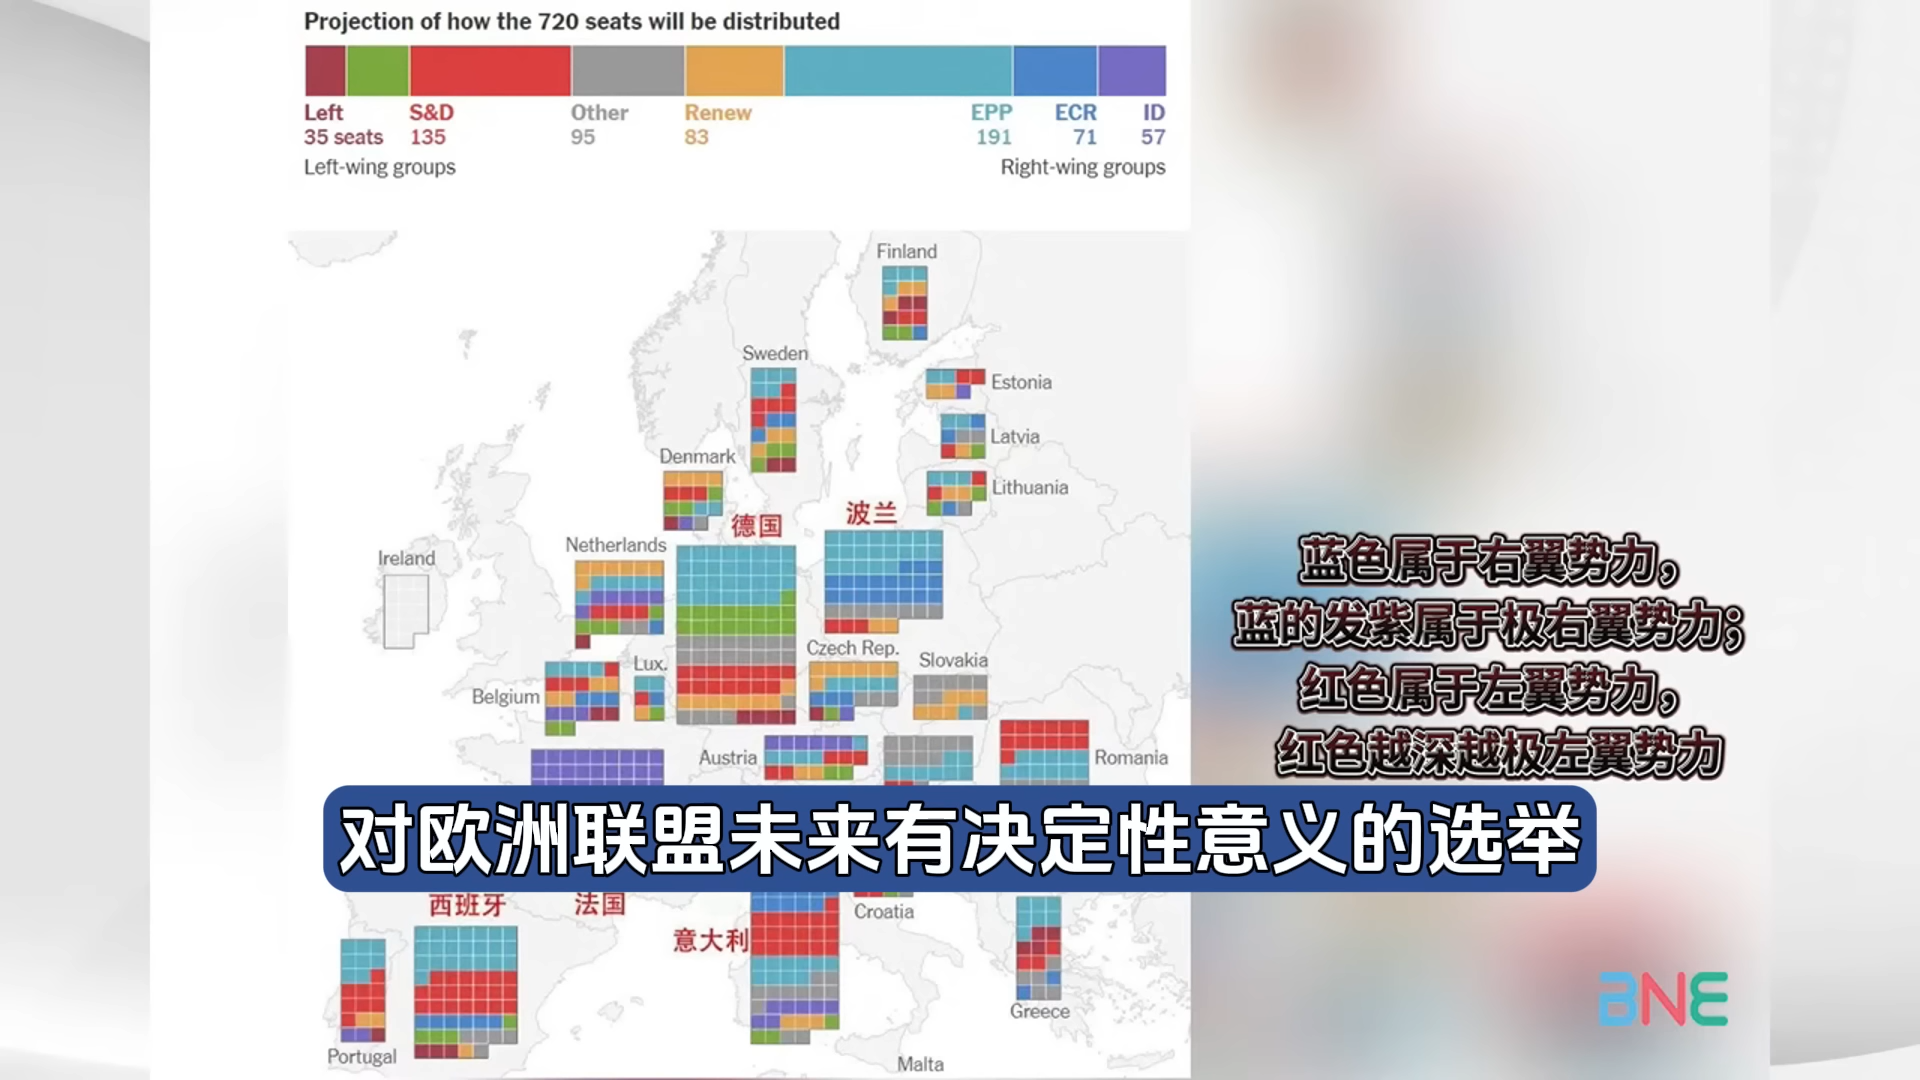 Projection of how the 720 seats will be distributed
Left S&D Other Renew EPP ECR ID
35 seats 135 95 83 191 71 57
Left-wing groups Right-wing groups
Finland
Sweden
Estonia
Latvia
Denmark
Lithuania
德国
波兰
Netherlands
Ireland
蓝色属于右翼势力，
蓝的发紫属于极右翼势力；
红色属于左翼势力，
红色越深越极左翼势力
Czech Rep.
Slovakia
Lux.
Belgium
Austria
Romania
对欧洲联盟未来有决定性意义的选举
西班牙
法国
Croatia
意大利
Greece
BNE
Portugal
Malta